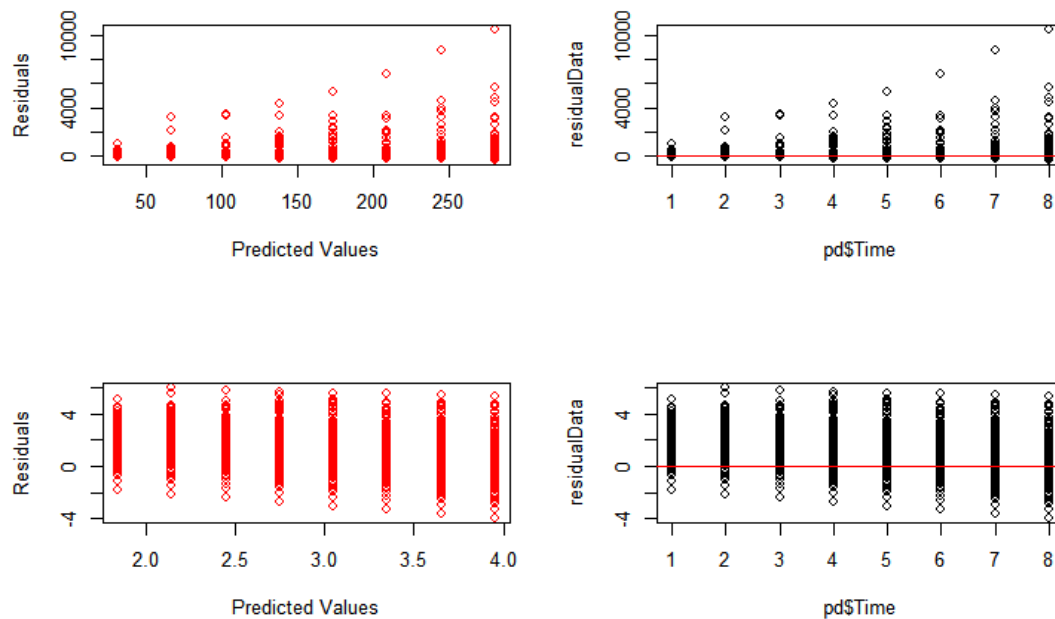 Residuals
10000
4000
0
50 100 150 200 250
Predicted Values
residualData
10000
4000
0
1 2 3 4 5 6 7 8
pd$Time
Residuals
4
0
-4
2.0 2.5 3.0 3.5 4.0
Predicted Values
residualData
4
0
-4
1 2 3 4 5 6 7 8
pd$Time